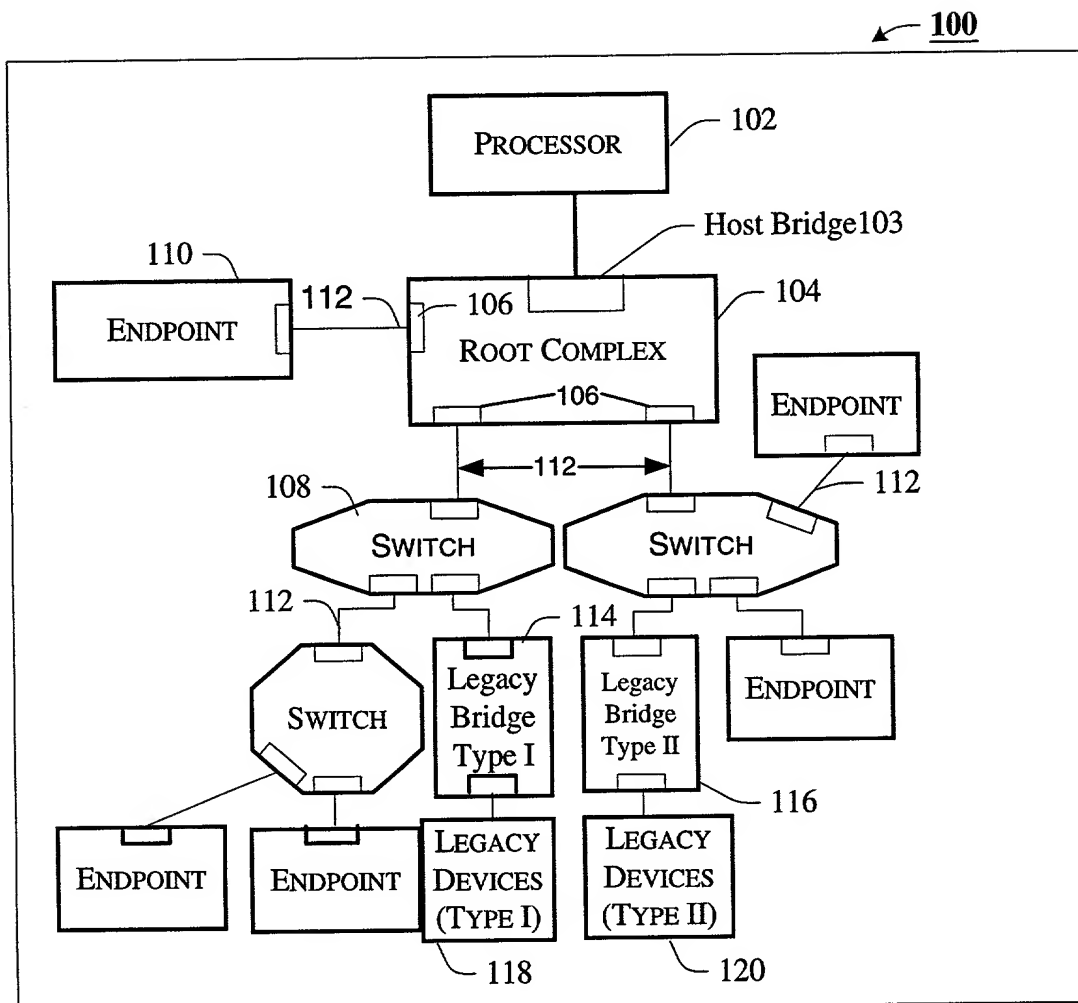 100
PROCESSOR
102
Host Bridge103
110
ENDPOINT
112
106
104
ROOT COMPLEX
106
ENDPOINT
112
112
108
SWITCH
SWITCH
112
114
SWITCH
Legacy
Bridge
Type I
Legacy
Bridge
Type II
ENDPOINT
116
ENDPOINT
ENDPOINT
LEGACY
DEVICES
(TYPE I)
LEGACY
DEVICES
(TYPE II)
118
120